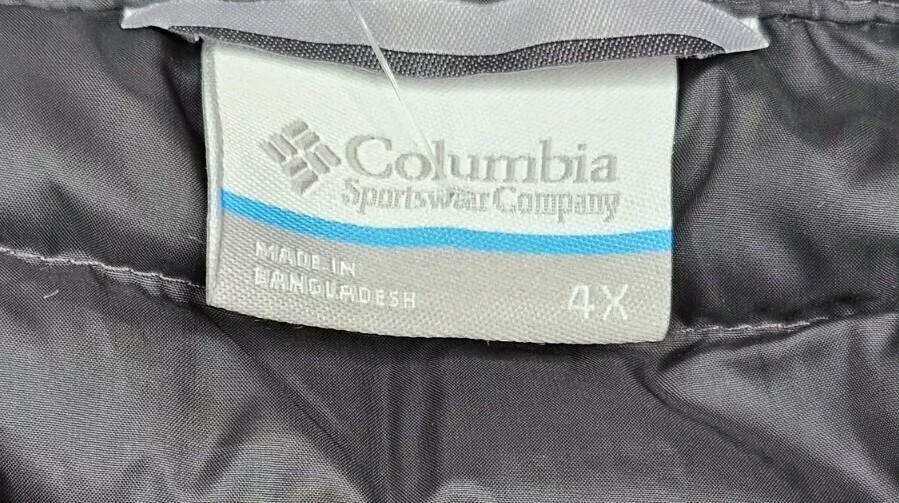 Columbia
Sportswear Company
MADE IN
BANGLADESH
4X